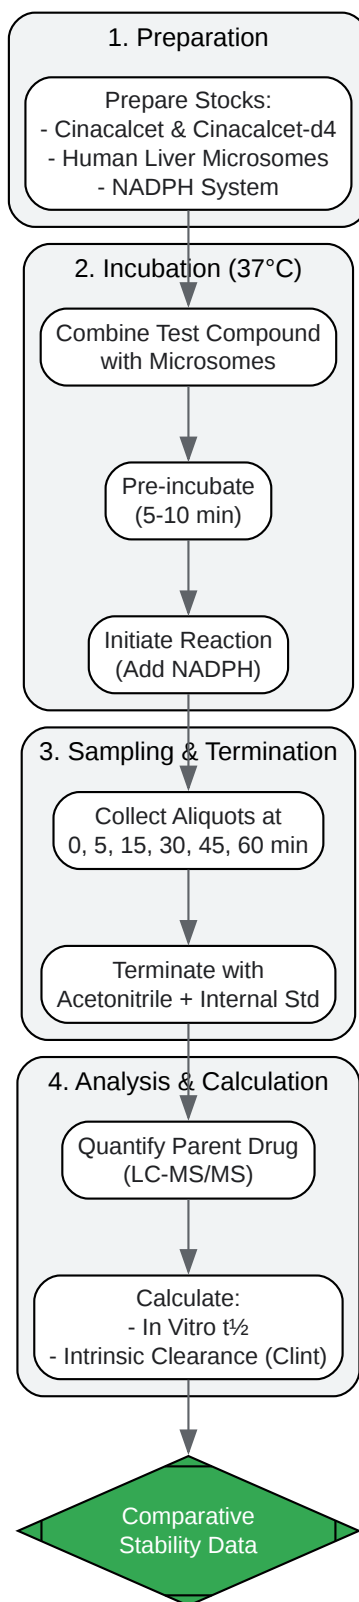 1. Preparation
Prepare Stocks:
- Cinacalcet & Cinacalcet-d4
- Human Liver Microsomes
- NADPH System
2. Incubation (37°C)
Combine Test Compound
with Microsomes
Pre-incubate
(5-10 min)
Initiate Reaction
(Add NADPH)
3. Sampling & Termination
Collect Aliquots at
0, 5, 15, 30, 45, 60 min
Terminate with
Acetonitrile + Internal Std
4. Analysis & Calculation
Quantify Parent Drug
(LC-MS/MS)
Calculate:
- In Vitro t½
- Intrinsic Clearance (Clint)
Comparative
Stability Data